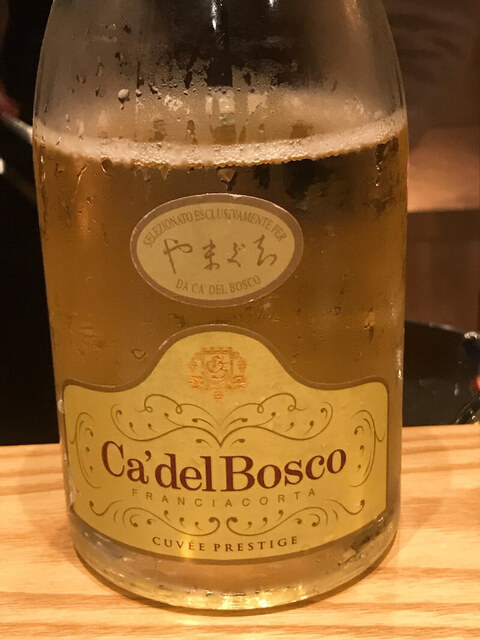 SELEZIONATO ESCLUSIVAMENTE PER
やまぐち
DA CA' DEL BOSCO
Ca'del Bosco
FRANCIACORTA
CUVÉE PRESTIGE